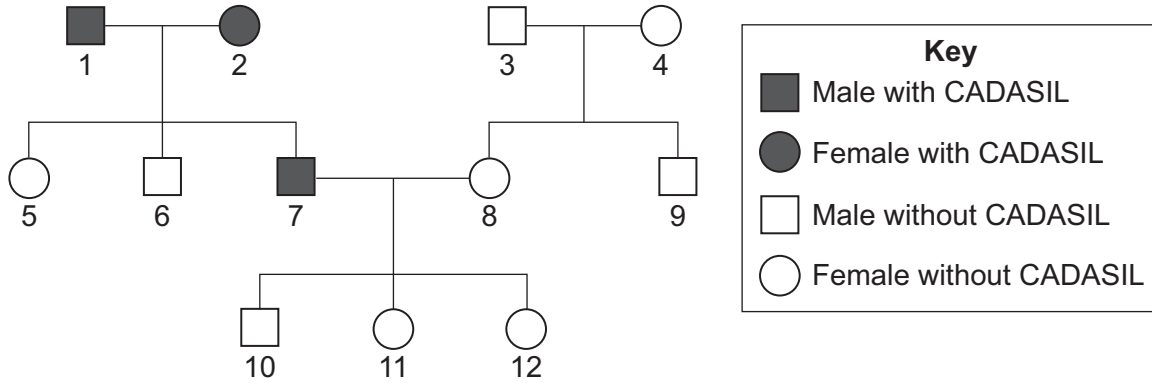 1
2
3
4
5
6
7
8
9
10
11
12
Key
Male with CADASIL
Female with CADASIL
Male without CADASIL
Female without CADASIL